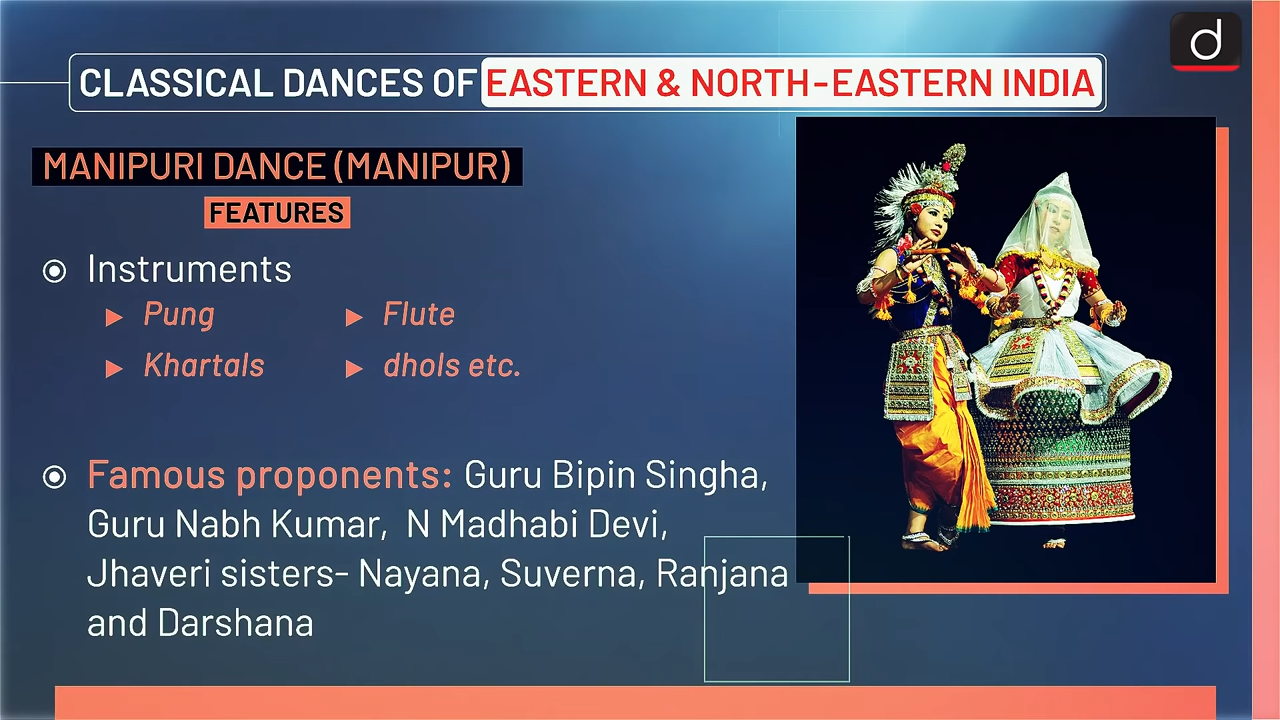 d
CLASSICAL DANCES OF EASTERN & NORTH-EASTERN INDIA
MANIPURI DANCE (MANIPUR)
FEATURES
Instruments
Pung
Flute
Khartals
dhols etc.
Famous proponents: Guru Bipin Singha,
Guru Nabh Kumar, N Madhabi Devi,
Jhaveri sisters- Nayana, Suverna, Ranjana
and Darshana